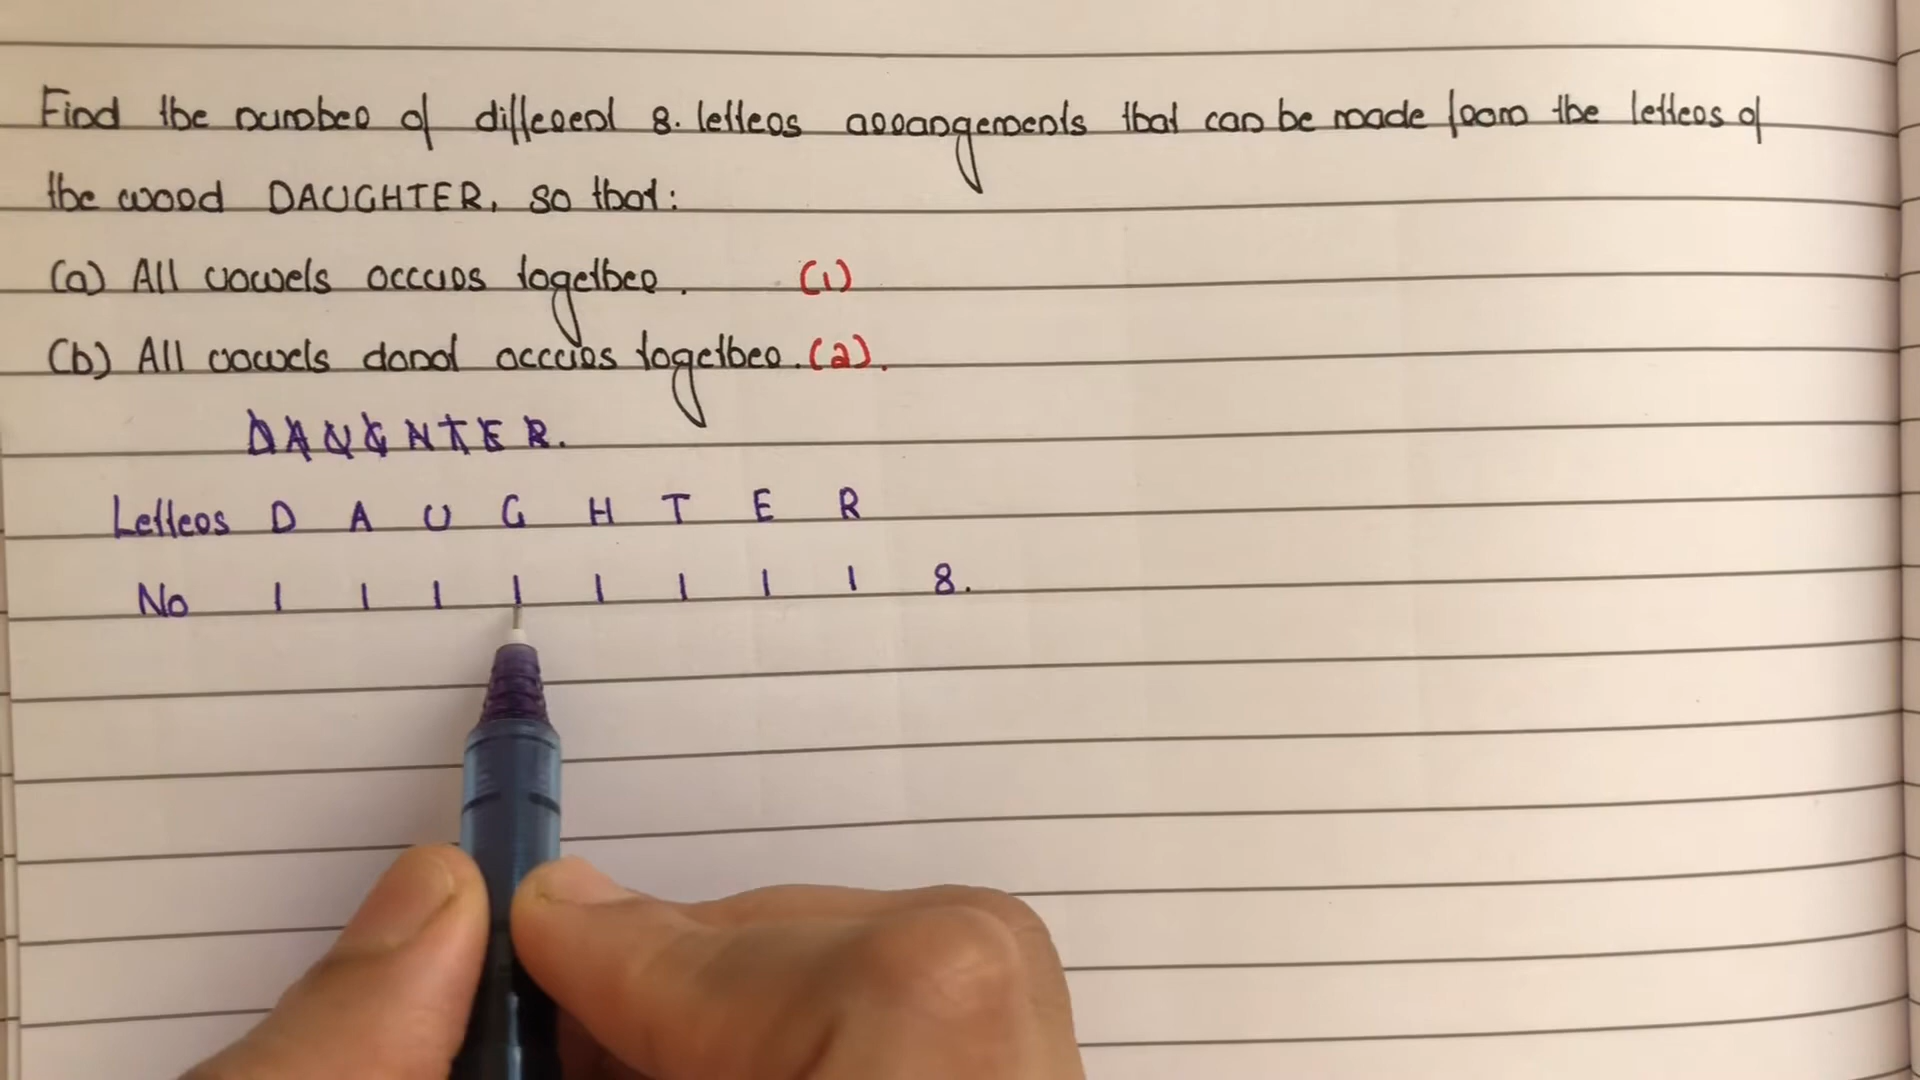 Find the number of different 8. letters arrangements that can be made from the letters of
the word DAUGHTER, so that:
(a) All vowels occurs together. (1)
(b) All vowels donot occurs together. (2).
DAUGHTER.
Letters D A U G H T E R
No 1 1 1 1 1 1 1 1 8.